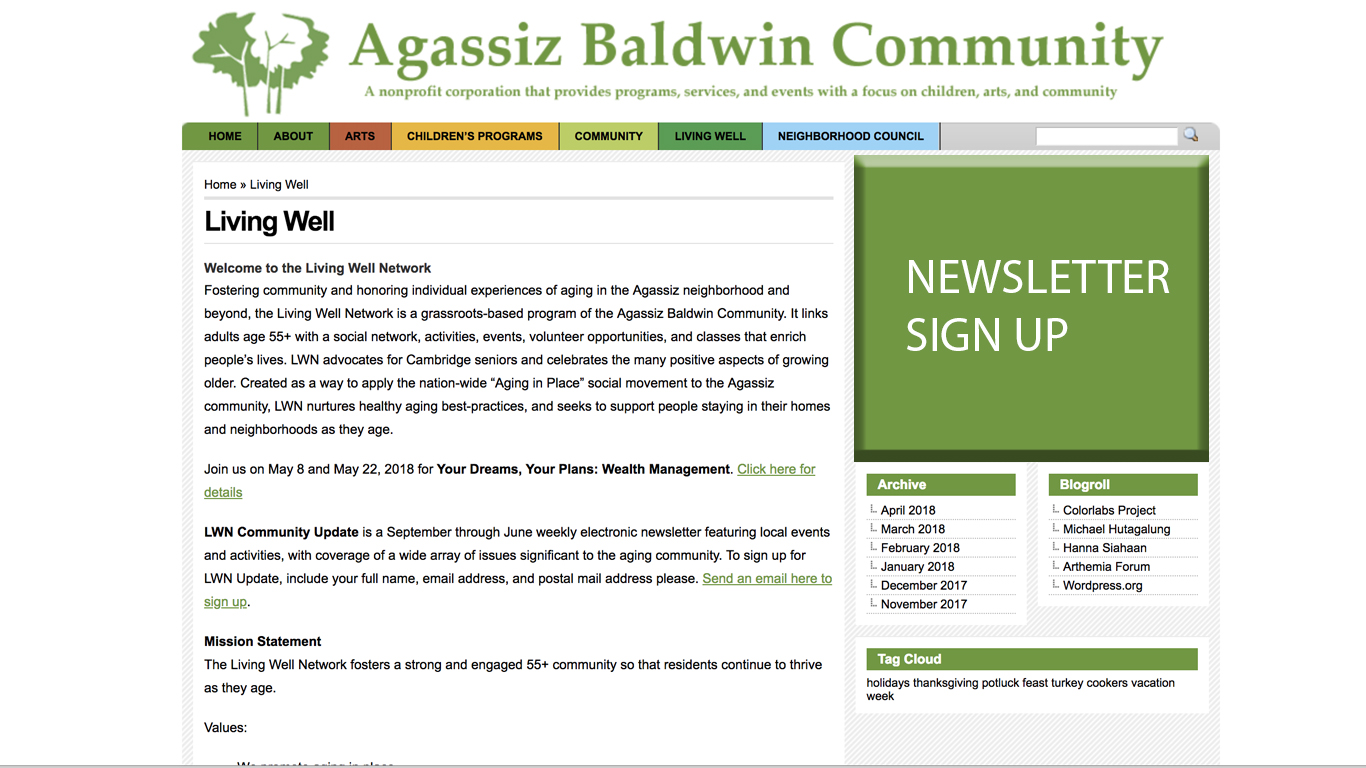 Agassiz Baldwin Community
A nonprofit corporation that provides programs, services, and events with a focus on children, arts, and community
HOME ABOUT ARTS CHILDREN'S PROGRAMS COMMUNITY LIVING WELL NEIGHBORHOOD COUNCIL
Home » Living Well
Living Well
Welcome to the Living Well Network
Fostering community and honoring individual experiences of aging in the Agassiz neighborhood and
beyond, the Living Well Network is a grassroots-based program of the Agassiz Baldwin Community. It links
adults age 55+ with a social network, activities, events, volunteer opportunities, and classes that enrich
people's lives. LWN advocates for Cambridge seniors and celebrates the many positive aspects of growing
older. Created as a way to apply the nation-wide “Aging in Place” social movement to the Agassiz
community, LWN nurtures healthy aging best-practices, and seeks to support people staying in their homes
and neighborhoods as they age.
Join us on May 8 and May 22, 2018 for Your Dreams, Your Plans: Wealth Management. Click here for
details
LWN Community Update is a September through June weekly electronic newsletter featuring local events
and activities, with coverage of a wide array of issues significant to the aging community. To sign up for
LWN Update, include your full name, email address, and postal mail address please. Send an email here to
sign up.
Mission Statement
The Living Well Network fosters a strong and engaged 55+ community so that residents continue to thrive
as they age.
Values:
We promote aging in place
NEWSLETTER
SIGN UP
Archive
April 2018
March 2018
February 2018
January 2018
December 2017
November 2017
Blogroll
Colorlabs Project
Michael Hutagalung
Hanna Siahaan
Arthemia Forum
Wordpress.org
Tag Cloud
holidays thanksgiving potluck feast turkey cookers vacation
week